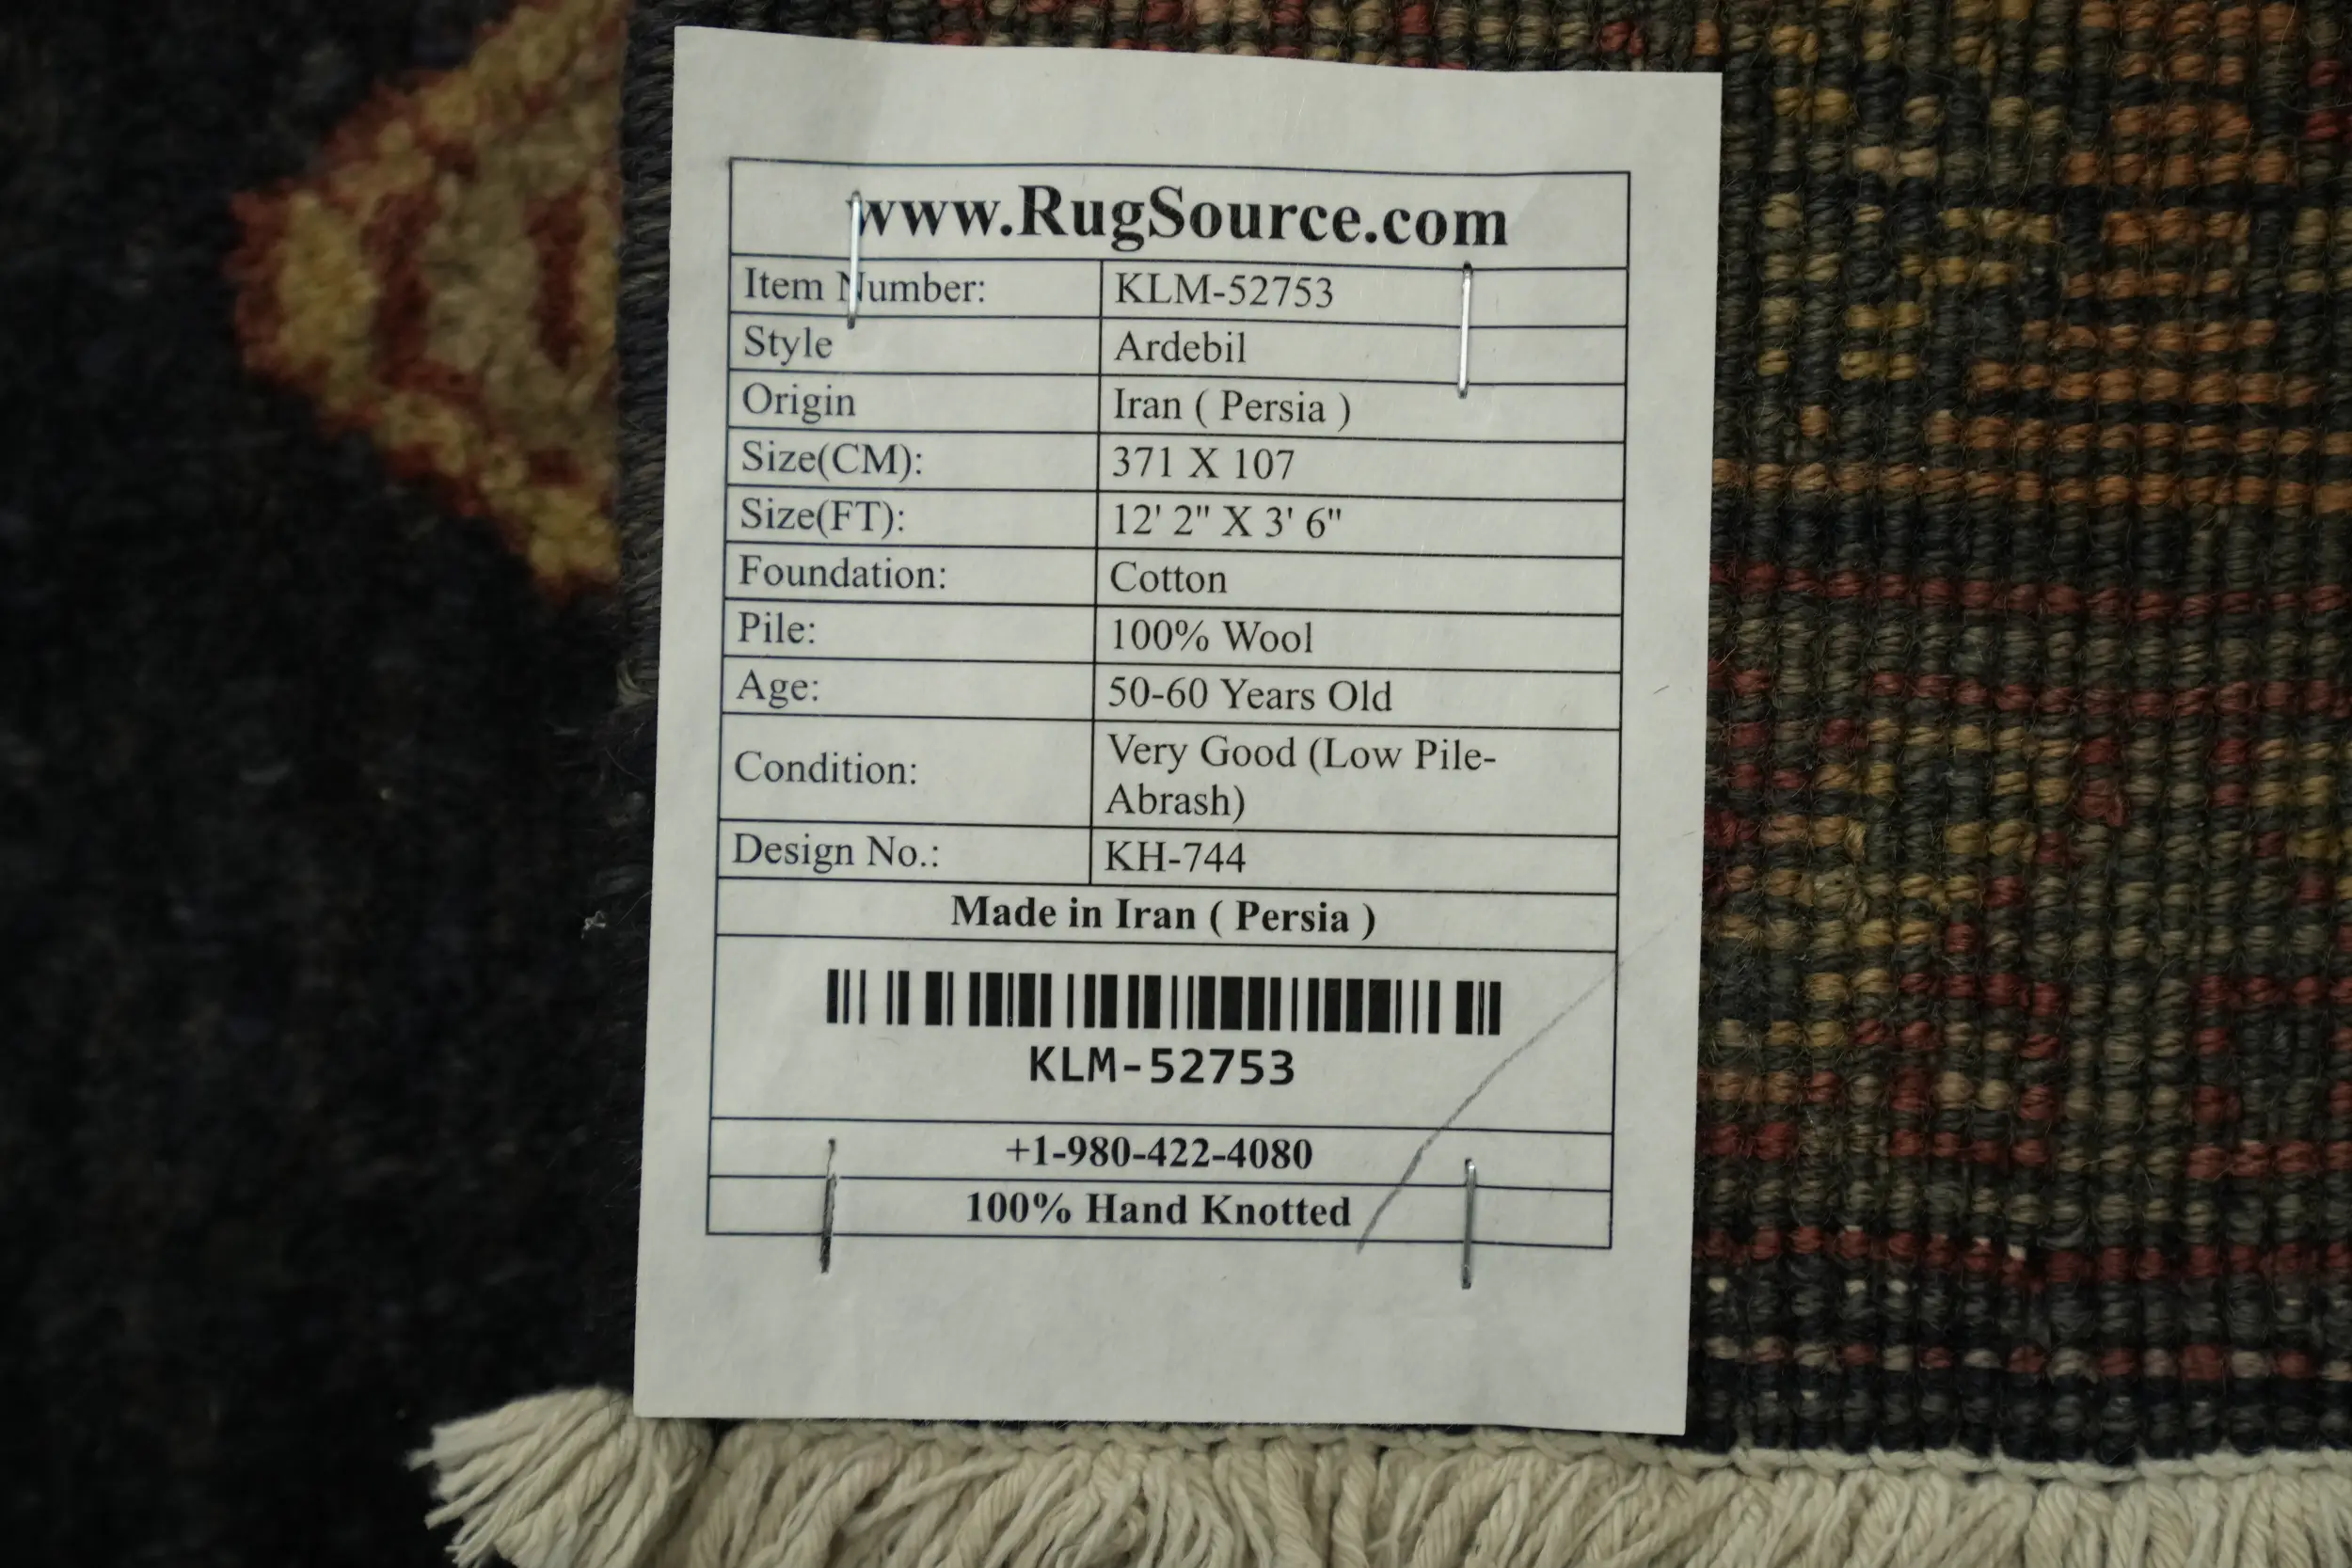 www.RugSource.com
Item Number: KLM-52753
Style Ardebil
Origin Iran ( Persia )
Size(CM): 371 X 107
Size(FT): 12' 2" X 3' 6"
Foundation: Cotton
Pile: 100% Wool
Age: 50-60 Years Old
Condition: Very Good (Low Pile-
Abrash)
Design No.: KH-744
Made in Iran ( Persia )
KLM-52753
+1-980-422-4080
100% Hand Knotted